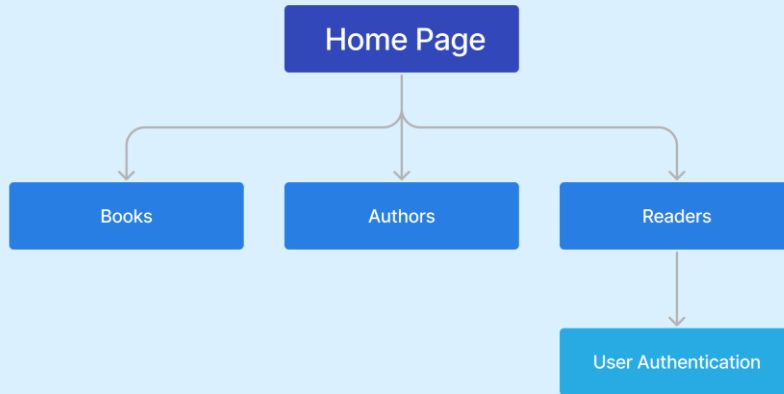 Home Page
Books
Authors
Readers
User Authentication